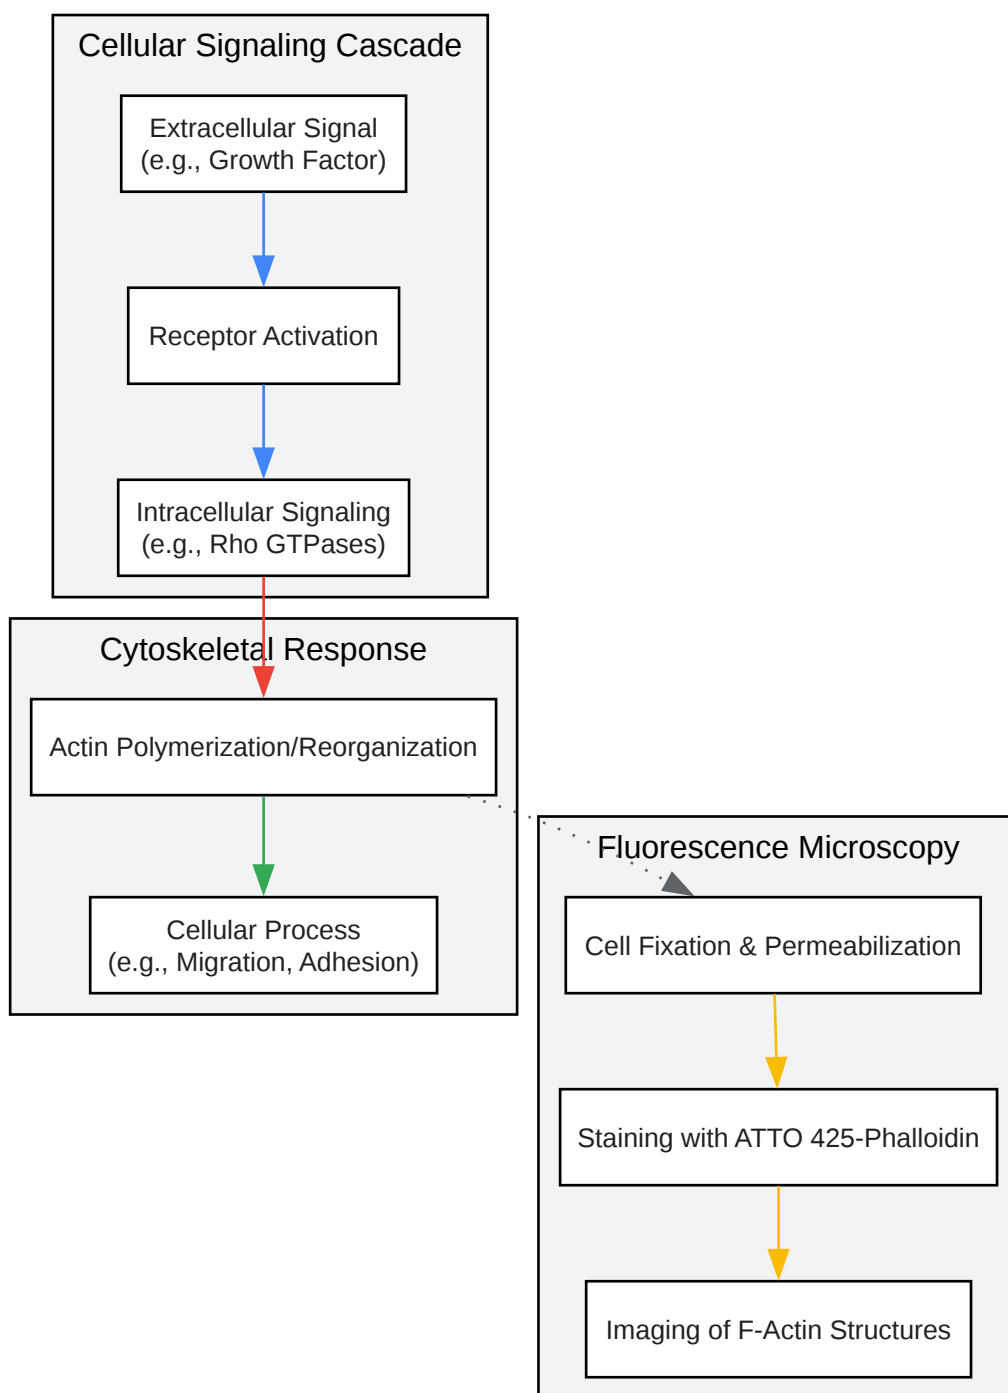 Cellular Signaling Cascade
Extracellular Signal
(e.g., Growth Factor)
Receptor Activation
Intracellular Signaling
(e.g., Rho GTPases)
Cytoskeletal Response
Actin Polymerization/Reorganization
Cellular Process
(e.g., Migration, Adhesion)
Fluorescence Microscopy
Cell Fixation & Permeabilization
Staining with ATTO 425-Phalloidin
Imaging of F-Actin Structures